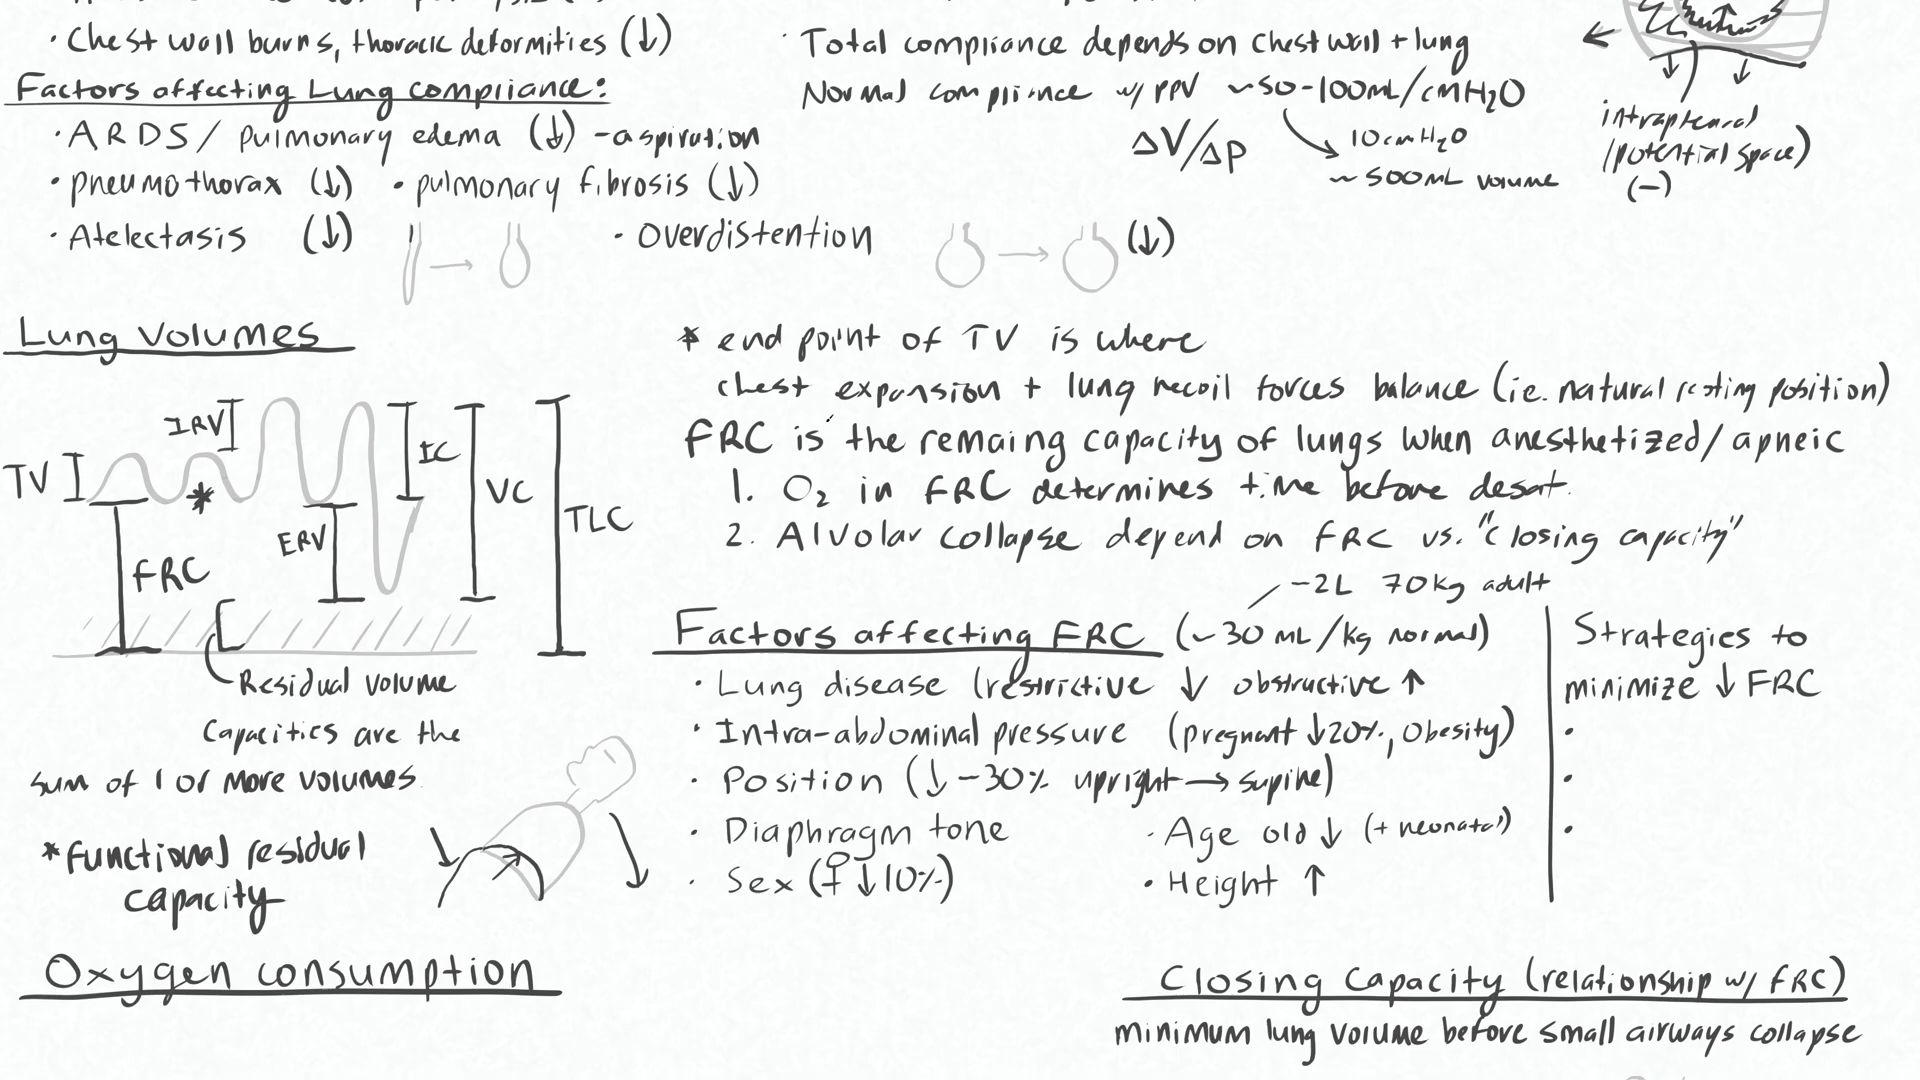 · Chest wall burns, thoracic deformities (↓)
Factors affecting Lung compliance:
· ARDS / pulmonary edema (↓) - aspiration
· pneumothorax (↓) · pulmonary fibrosis (↓)
· Atelectasis (↓)
· Overdistention (↓)
· Total compliance depends on chest wall + lung
Normal compliance w/ PPV ~50-100mL/cmH₂O
ΔV/ΔP
10cmH₂O
~ 500mL volume
/potential space)
(-)
Lung Volumes
TV
IRV
*
FRC
ERV
IC
VC
TLC
Residual volume
Capacities are the
sum of 1 or more volumes
* functional residual
capacity
* end point of TV is where
chest expansion + lung recoil forces balance (ie. natural resting position)
FRC is the remaing capacity of lungs when anesthetized/apneic
1. O₂ in FRC determines time before desat.
2. Alvolar collapse depend on FRC vs. "closing capacity"
Factors affecting FRC (~30 mL/kg normal)
~2L 70kg adult
· Lung disease (restrictive ↓ obstructive ↑
· Intra-abdominal pressure (pregnant ↓20%, Obesity)
· Position (↓ ~30% upright → supine)
· Diaphragm tone
· Sex (♀ ↓10%)
· Age old ↓ (+ neonatal)
· Height ↑
Strategies to
minimize ↓ FRC
·
·
·
Oxygen consumption
Closing Capacity (relationship w/ FRC)
minimum lung volume before small airways collapse